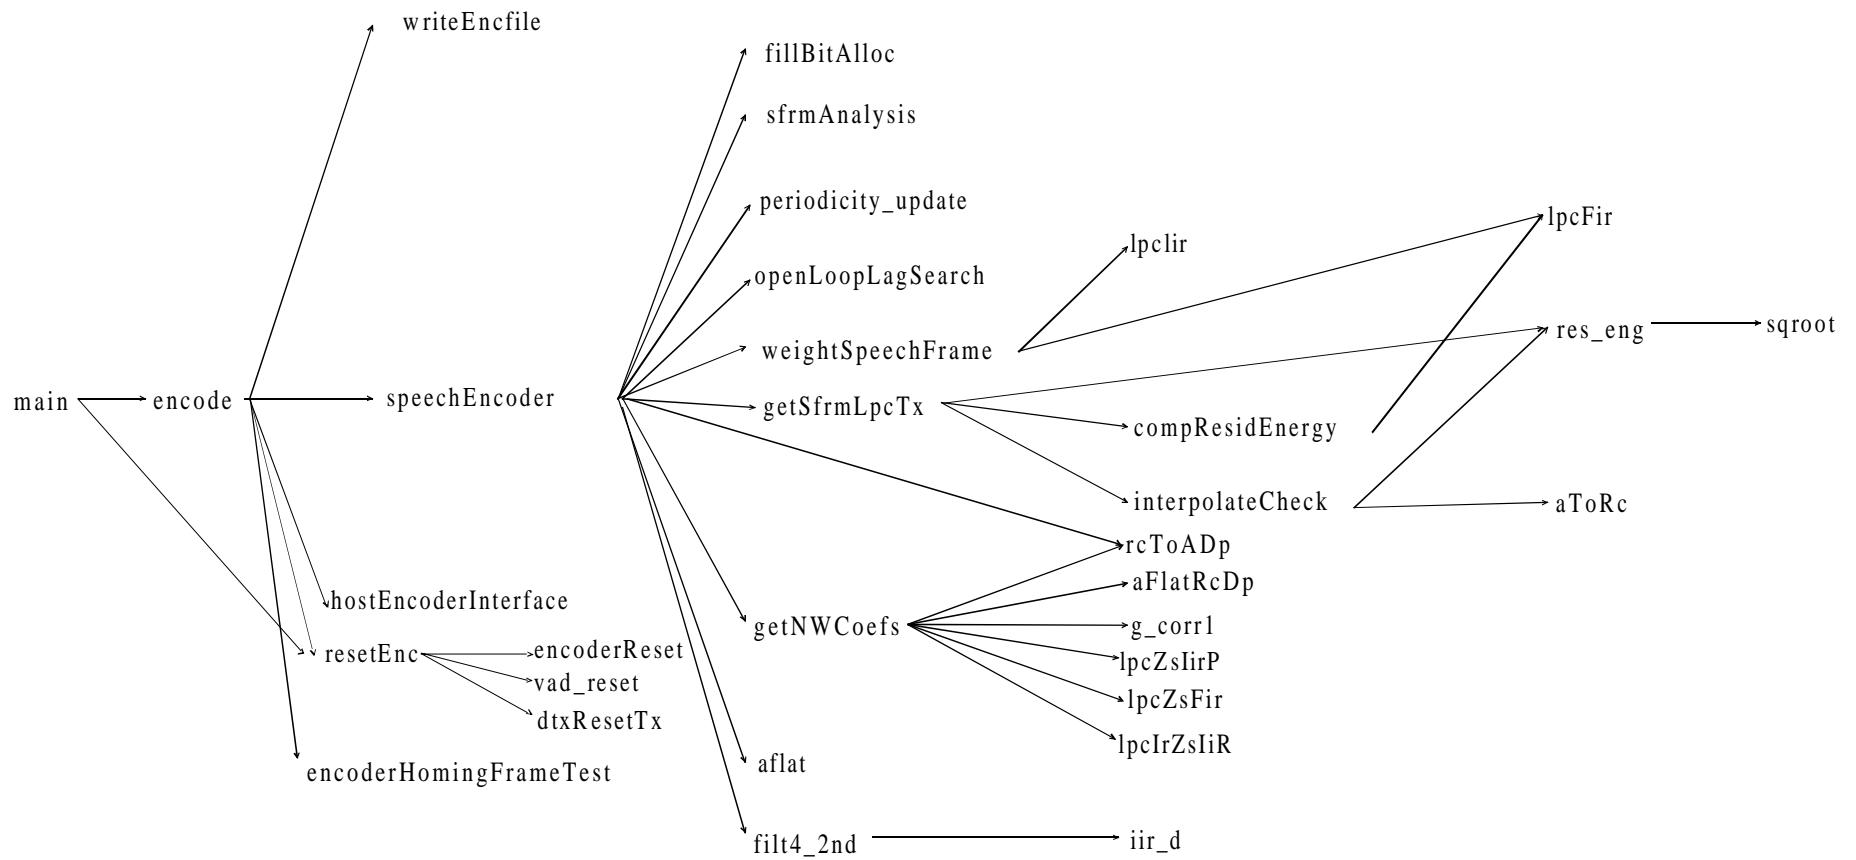 writeEncfile
fillBitAlloc
sfrmAnalysis
periodicity_update
lpcFir
lpcIir
openLoopLagSearch
sqroot
res_eng
weightSpeechFrame
main
encode
speechEncoder
getSfrmLpcTx
compResidEnergy
interpolateCheck
aToRc
rcToADp
aFlatRcDp
hostEncoderInterface
getNWCoefs
g_corr1
resetEnc
encoderReset
lpcZsIirP
vad_reset
lpcZsFir
dtxResetTx
lpcIrZsIiR
encoderHomingFrameTest
aflat
filt4_2nd
iir_d